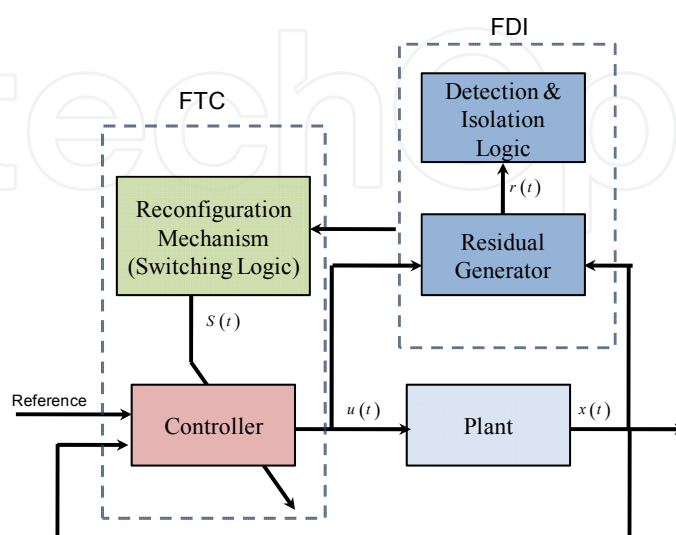 FDI
FTC
Detection &
Isolation
Logic
r(t)
Reconfiguration
Mechanism
(Switching Logic)
Residual
Generator
S(t)
Reference
Controller
u(t)
Plant
x(t)